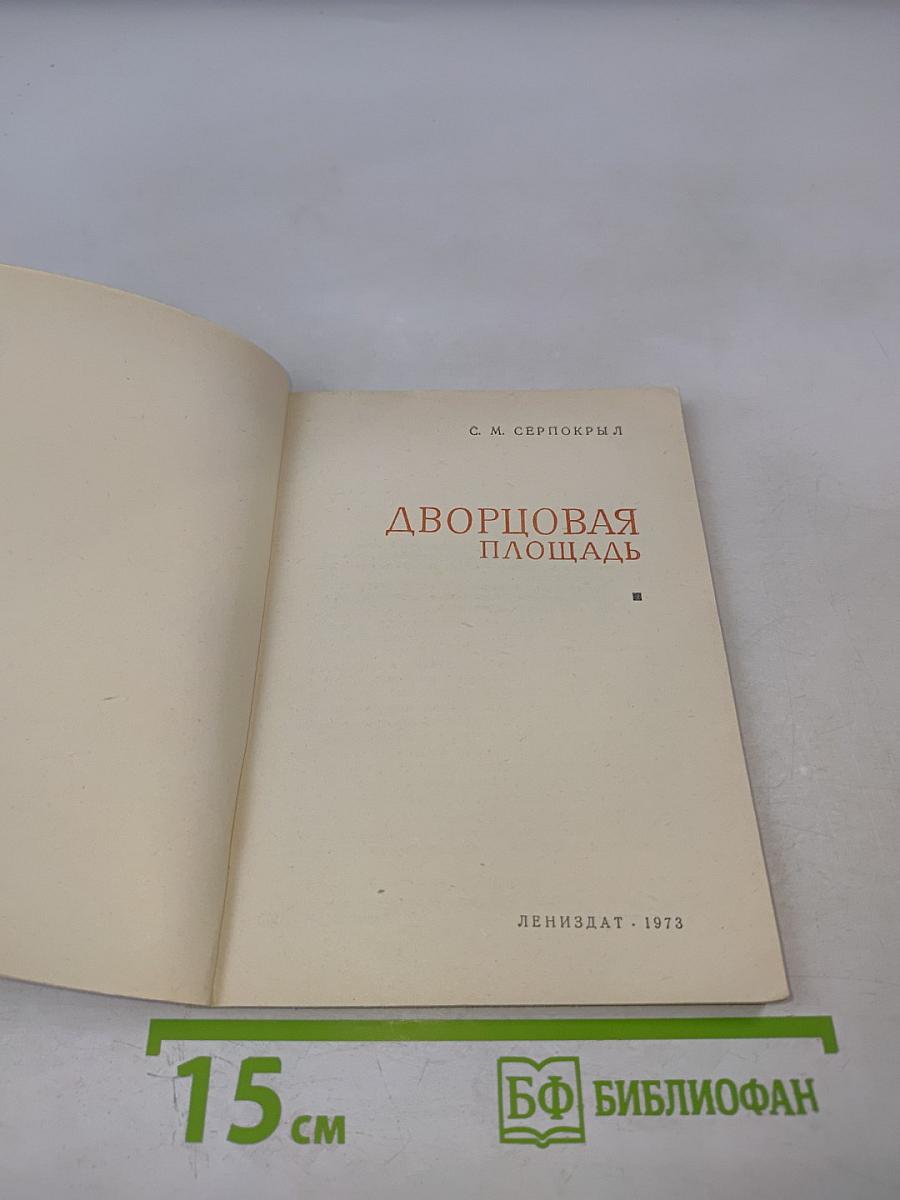 С. М. СЕРПОКРЫЛ
ДВОРЦОВАЯ
ПЛОЩАДЬ
ЛЕНИЗДАТ · 1973
15 см
БФ БИБЛИОФАН